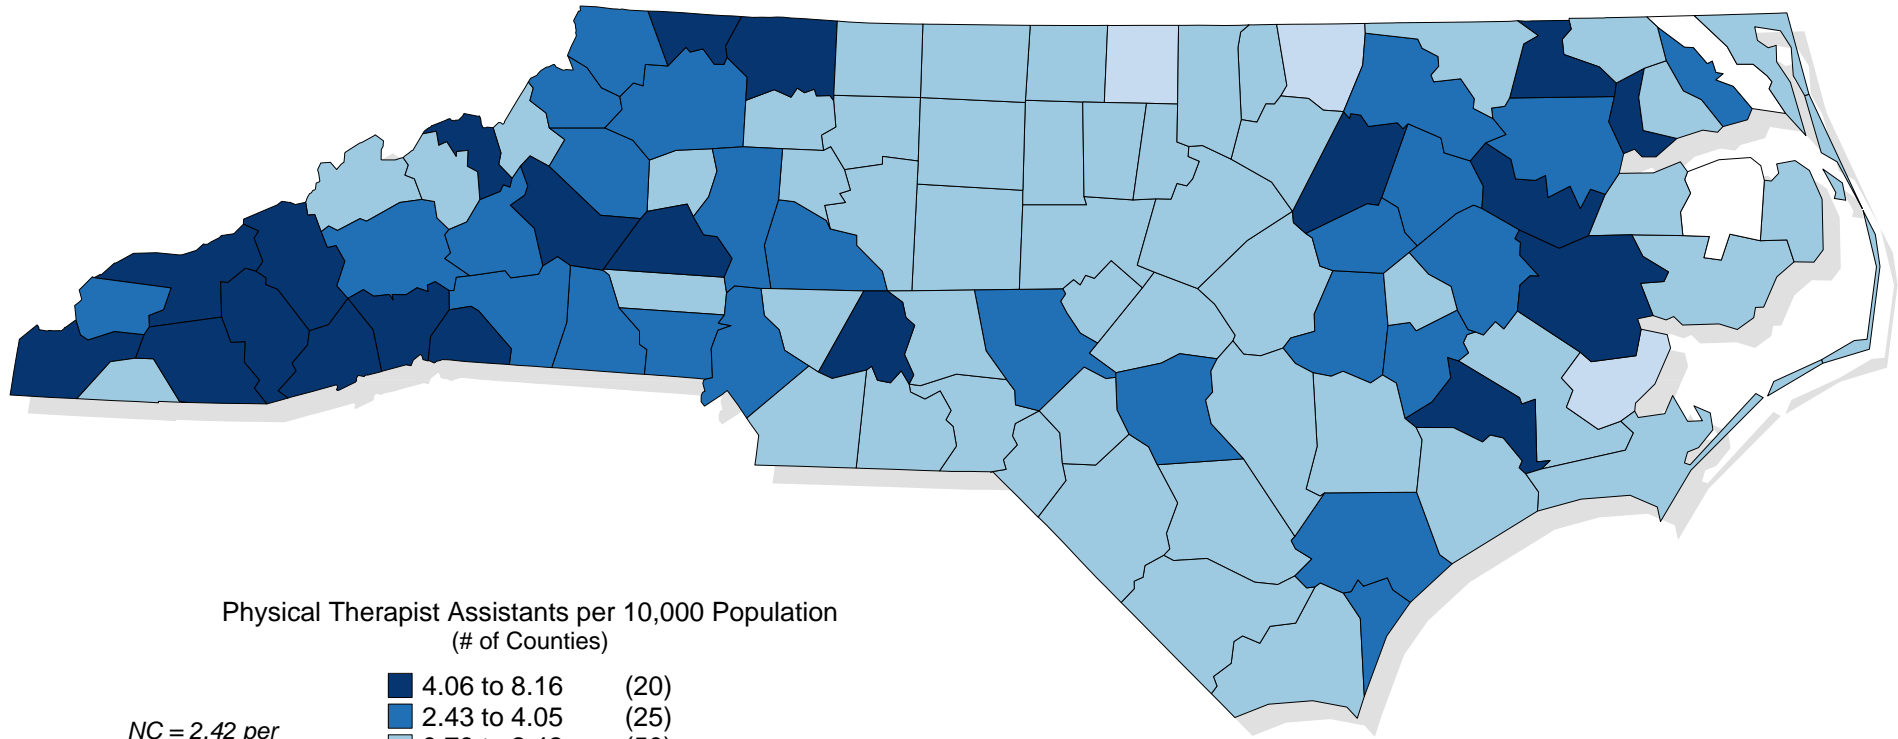 Physical Therapist Assistants per 10,000 Population
(# of Counties)
4.06 to 8.16 (20)
2.43 to 4.05 (25)
NC = 2.42 per